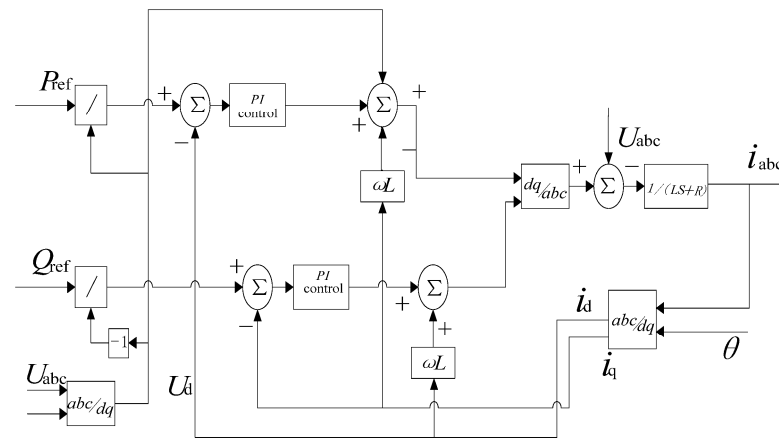 Pref
/
+
−
Σ
PI
control
+
Σ
+
−
ωL
Uabc
dq/abc
+
Σ
−
1/(LS+R)
iabc
Qref
/
+
−
Σ
PI
control
+
Σ
+
ωL
−1
Uabc
abc/dq
Ud
id
iq
abc/dq
θ